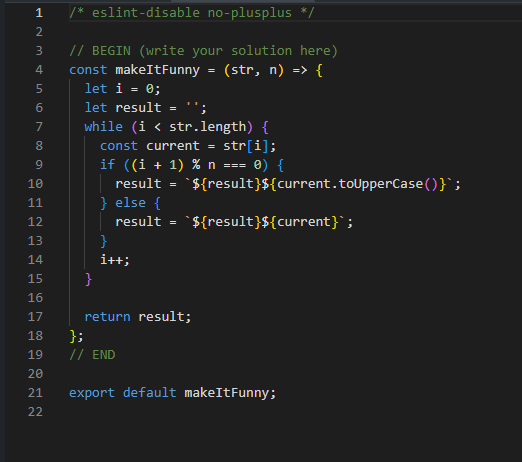 1 /* eslint-disable no-plusplus */
2
3 // BEGIN (write your solution here)
4 const makeItFunny = (str, n) => {
5   let i = 0;
6   let result = '';
7   while (i < str.length) {
8     const current = str[i];
9     if ((i + 1) % n === 0) {
10       result = `${result}${current.toUpperCase()}`;
11     } else {
12       result = `${result}${current}`;
13     }
14     i++;
15   }
16
17   return result;
18 };
19 // END
20
21 export default makeItFunny;
22